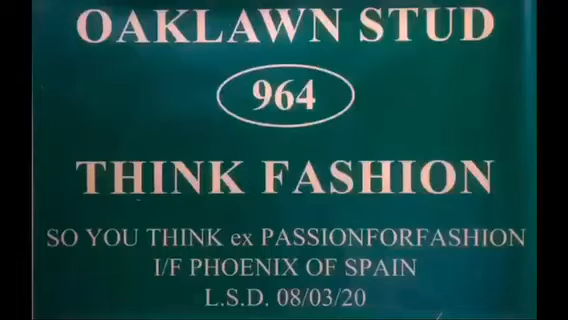 OAKLAWN STUD
964
THINK FASHION
SO YOU THINK ex PASSIONFORFASHION
I/F PHOENIX OF SPAIN
L.S.D. 08/03/20